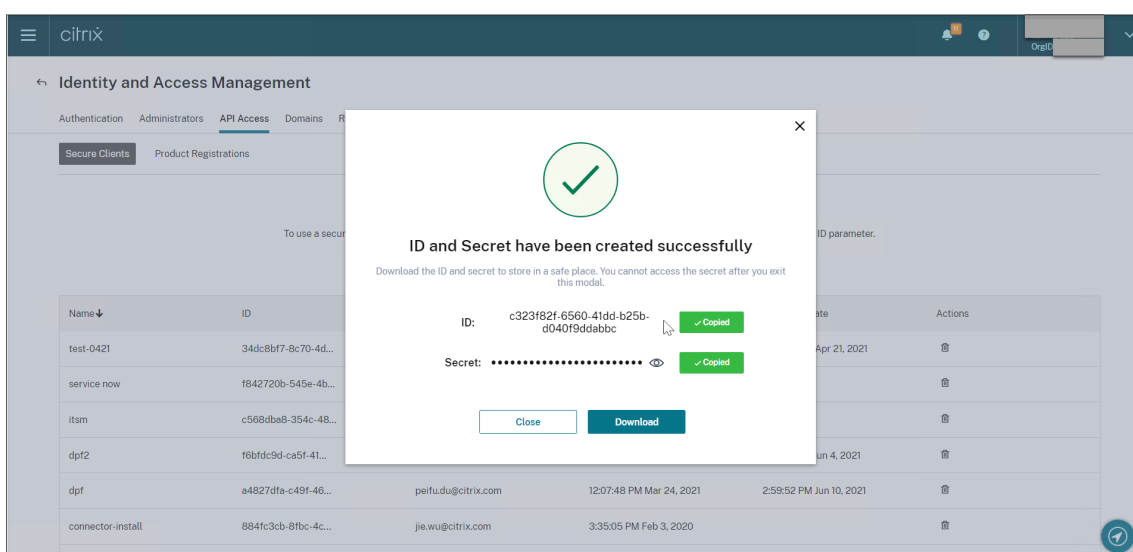 citrix
11
?
OrgID
Identity and Access Management
Authentication Administrators API Access Domains R
Secure Clients Product Registrations
To use a secur
ID parameter.
ID and Secret have been created successfully
Download the ID and secret to store in a safe place. You cannot access the secret after you exit
this modal.
ID: c323f82f-6560-41dd-b25b-
d040f9ddabbc
Copied
Secret: ••••••••••••••••••••••••
Copied
Close Download
Name ID ate Actions
test-0421 34dc8bf7-8c70-4d... Apr 21, 2021
service now f842720b-545e-4b...
itsm c568dba8-354c-48...
dpf2 f6bfdc9d-ca5f-41... un 4, 2021
dpf a4827dfa-c49f-46... peifu.du@citrix.com 12:07:48 PM Mar 24, 2021 2:59:52 PM Jun 10, 2021
connector-install 884fc3cb-8fbc-4c... jie.wu@citrix.com 3:35:05 PM Feb 3, 2020